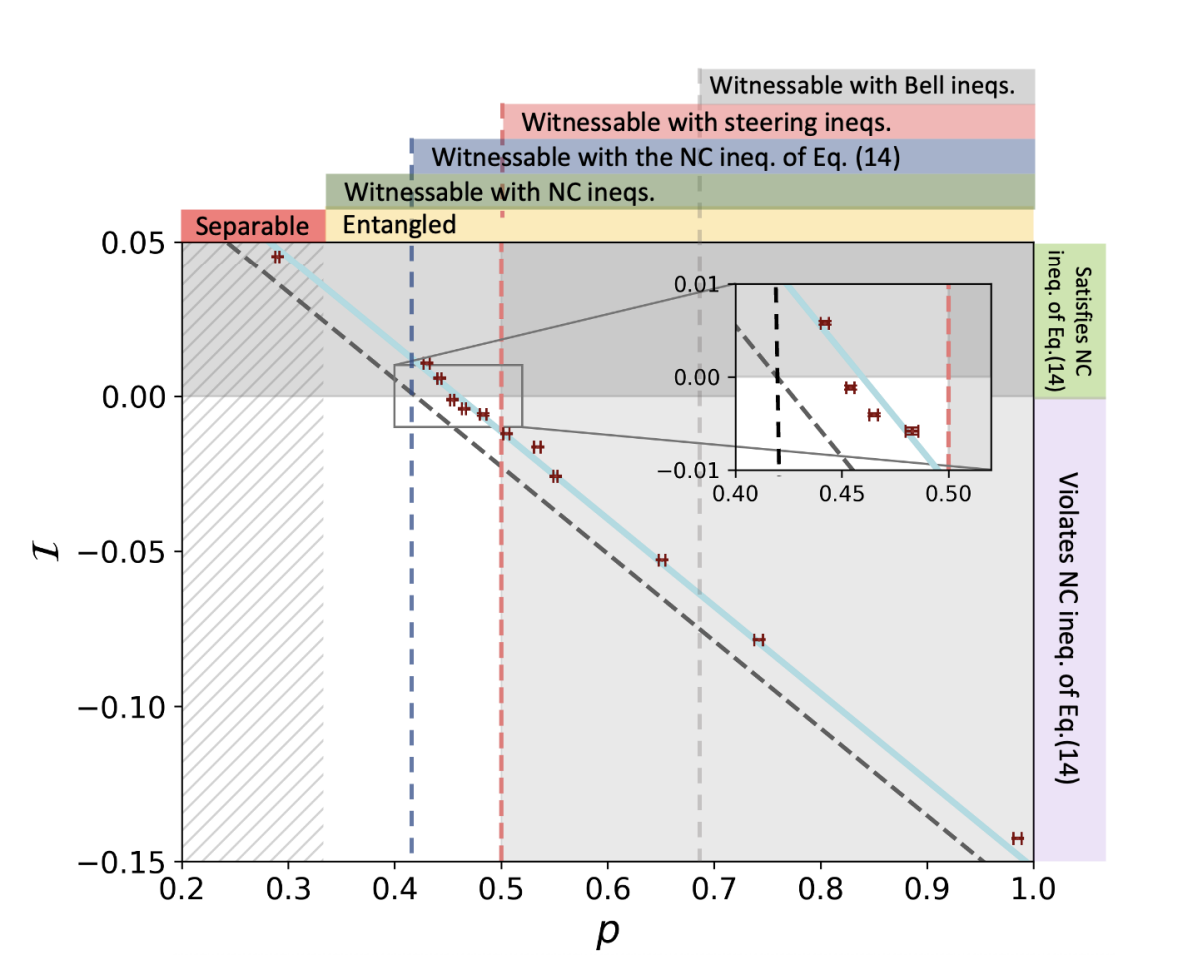 Witnessable with Bell ineqs.
Witnessable with steering ineqs.
Witnessable with the NC ineq. of Eq. (14)
Witnessable with NC ineqs.
Separable
Entangled
0.05
0.00
−0.05
−0.10
−0.15
ℐ
0.01
0.00
−0.01
0.40
0.45
0.50
Satisfies NC
ineq. of Eq.(14)
Violates NC ineq. of Eq.(14)
0.2
0.3
0.4
0.5
0.6
0.7
0.8
0.9
1.0
p